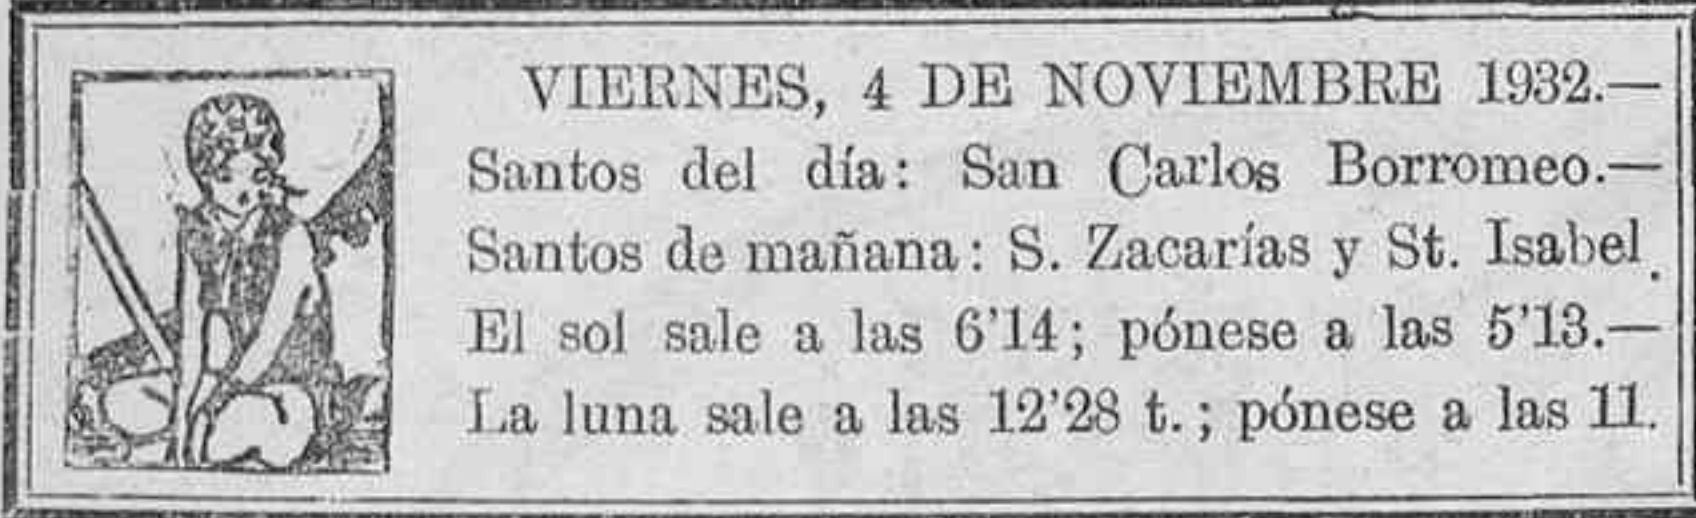 VIERNES, 4 DE NOVIEMBRE 1932.—
Santos del día: San Carlos Borromeo.—
Santos de mañana: S. Zacarías y St. Isabel.
El sol sale a las 6'14; pónese a las 5'13.—
La luna sale a las 12'28 t.; pónese a las 11.